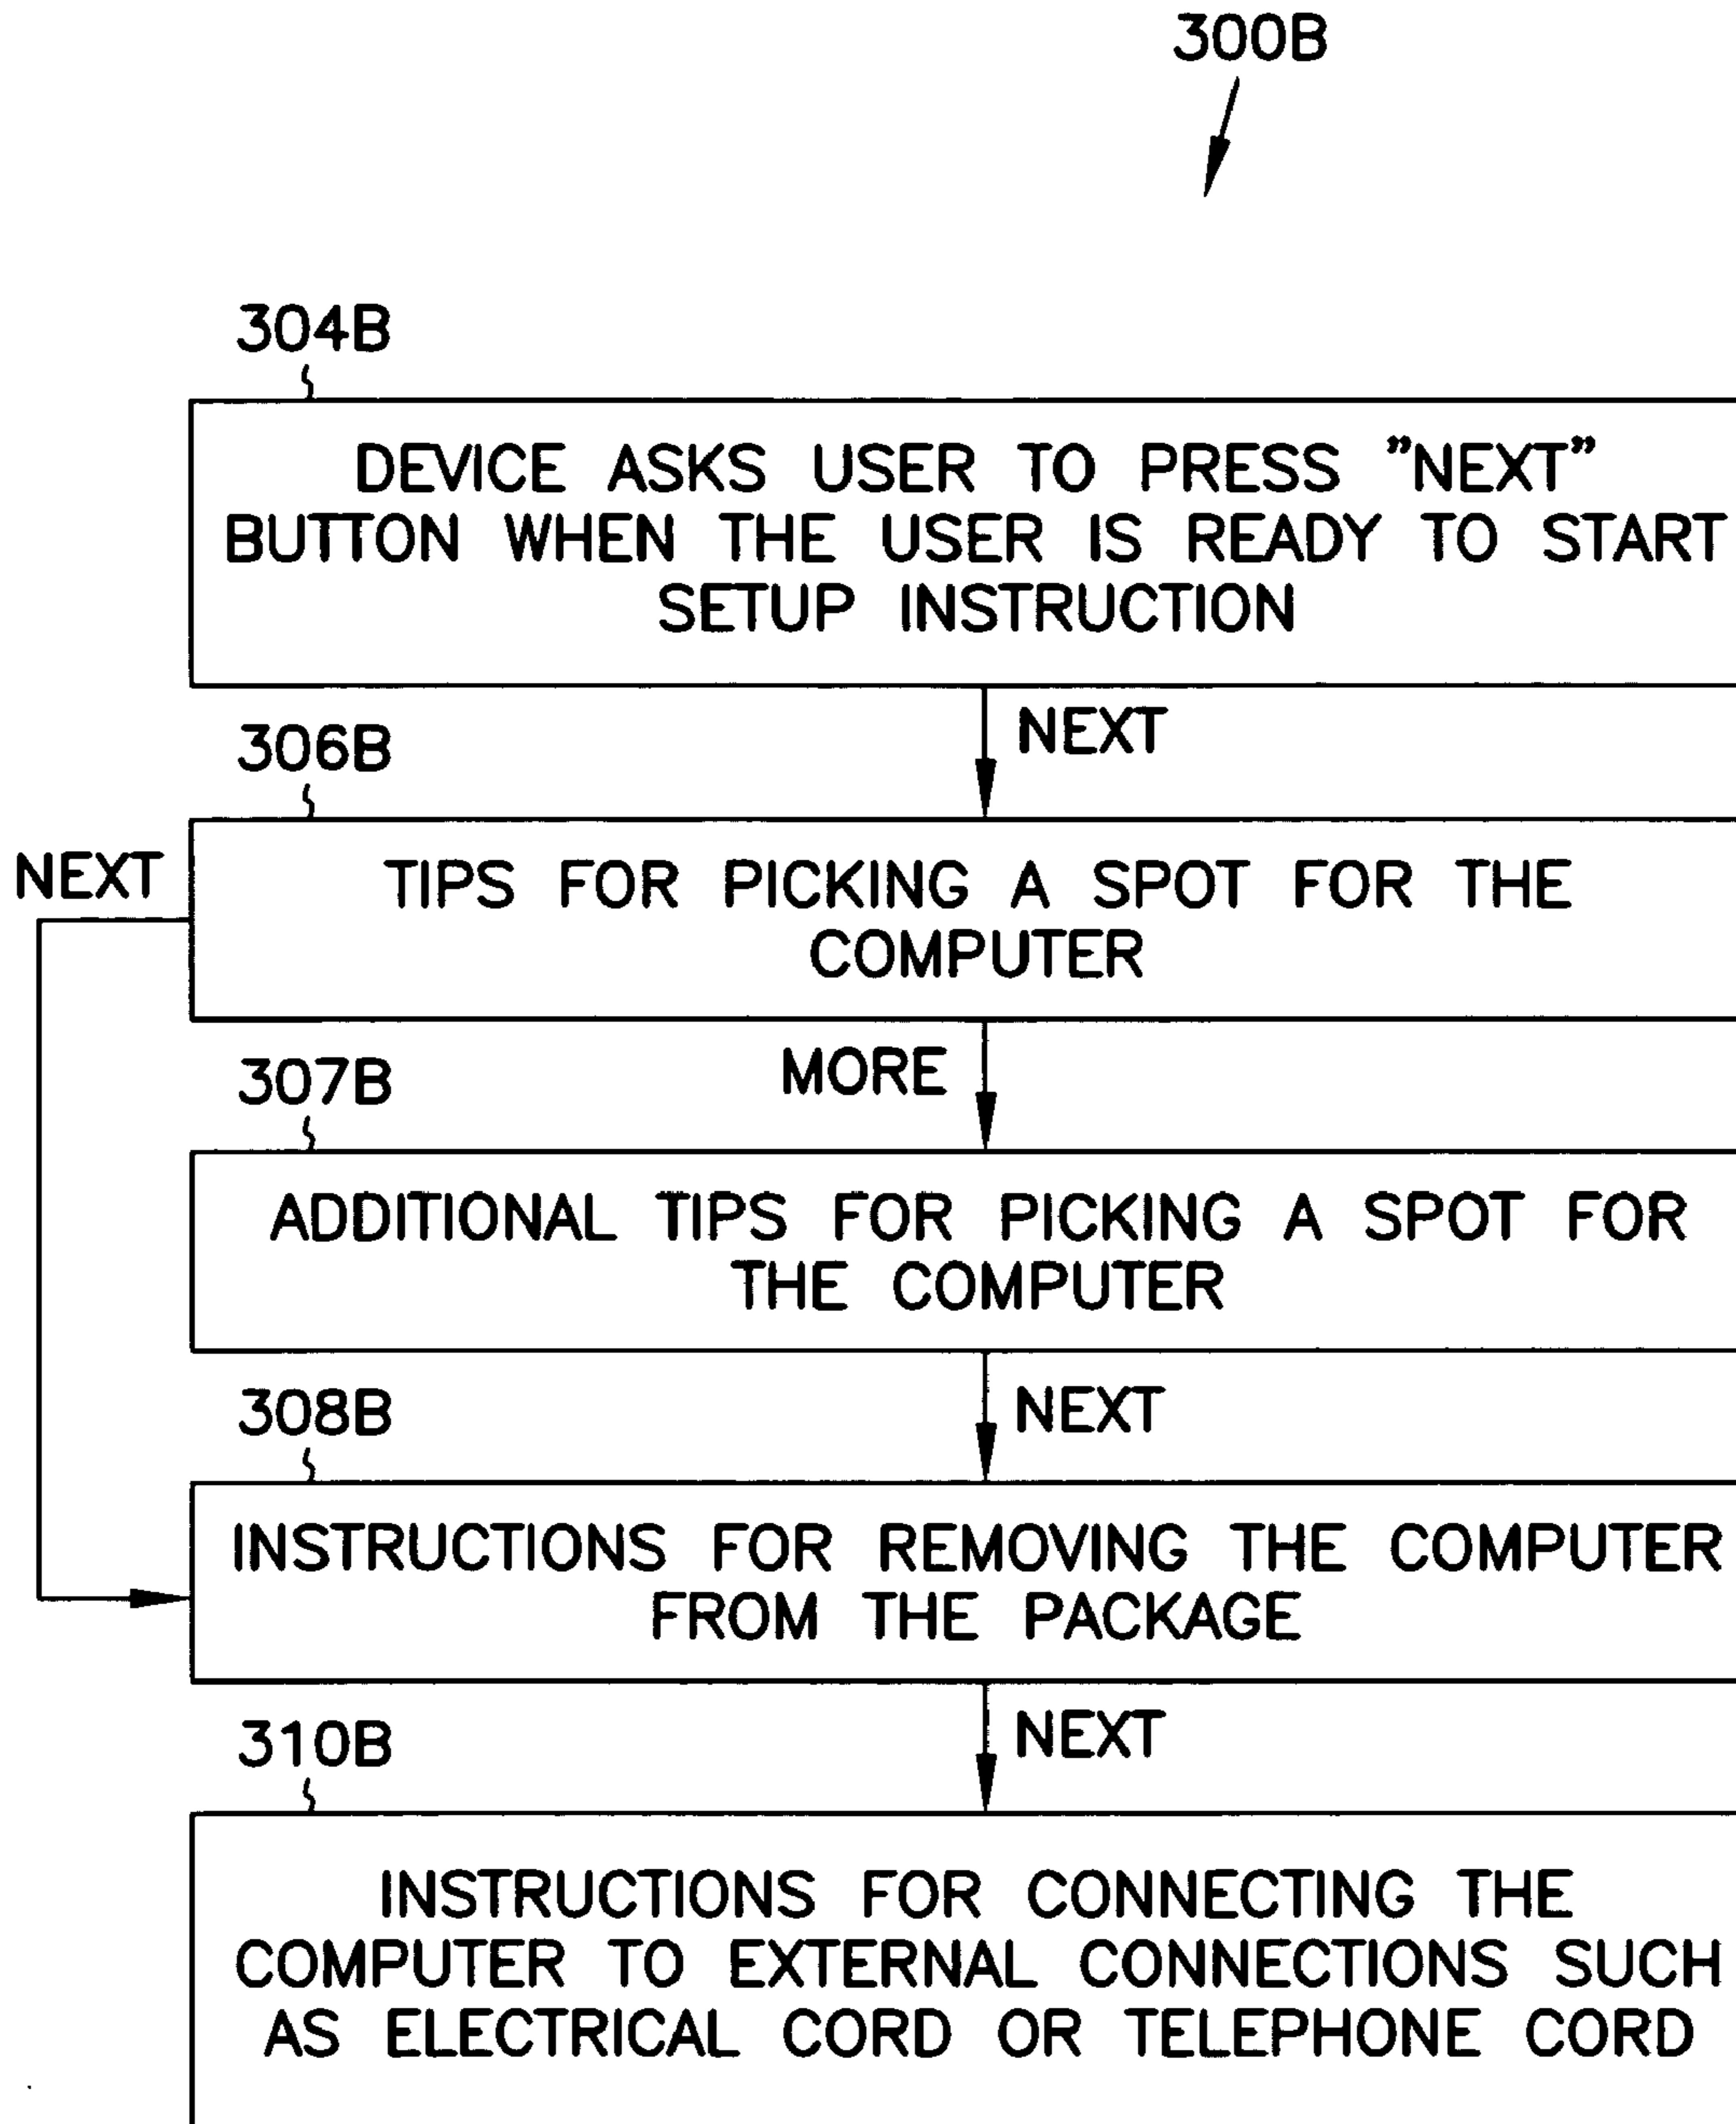 300B
304B
DEVICE ASKS USER TO PRESS "NEXT"
BUTTON WHEN THE USER IS READY TO START
SETUP INSTRUCTION
NEXT
306B
NEXT
TIPS FOR PICKING A SPOT FOR THE
COMPUTER
MORE
307B
ADDITIONAL TIPS FOR PICKING A SPOT FOR
THE COMPUTER
308B
NEXT
INSTRUCTIONS FOR REMOVING THE COMPUTER
FROM THE PACKAGE
310B
NEXT
INSTRUCTIONS FOR CONNECTING THE
COMPUTER TO EXTERNAL CONNECTIONS SUCH
AS ELECTRICAL CORD OR TELEPHONE CORD